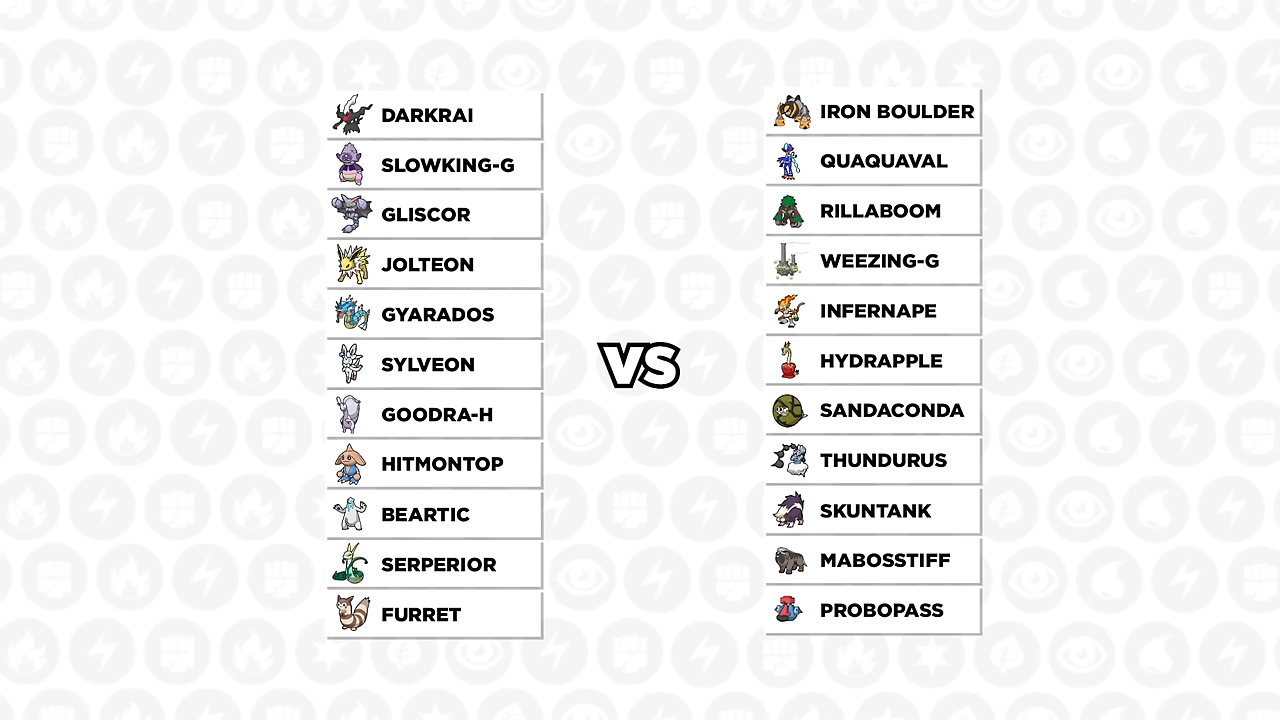 DARKRAI
SLOWKING-G
GLISCOR
JOLTEON
GYARADOS
SYLVEON
GOODRA-H
HITMONTOP
BEARTIC
SERPERIOR
FURRET
VS
IRON BOULDER
QUAQUAVAL
RILLABOOM
WEEZING-G
INFERNAPE
HYDRAPPLE
SANDACONDA
THUNDURUS
SKUNTANK
MABOSSTIFF
PROBOPASS